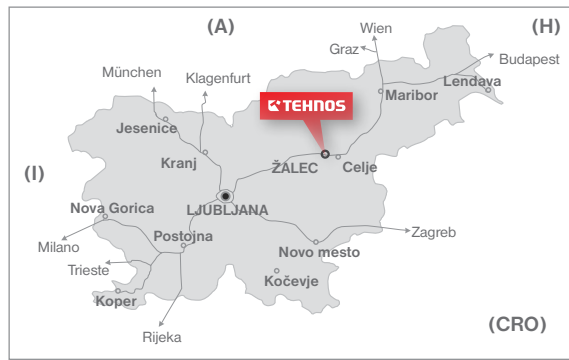 (A)
(H)
Wien
Graz
Budapest
München
Klagenfurt
Lendava
Maribor
TEHNOS
Jesenice
Kranj
ŽALEC
Celje
(I)
Nova Gorica
LJUBLJANA
Milano
Postojna
Zagreb
Novo mesto
Trieste
Kočevje
Koper
Rijeka
(CRO)